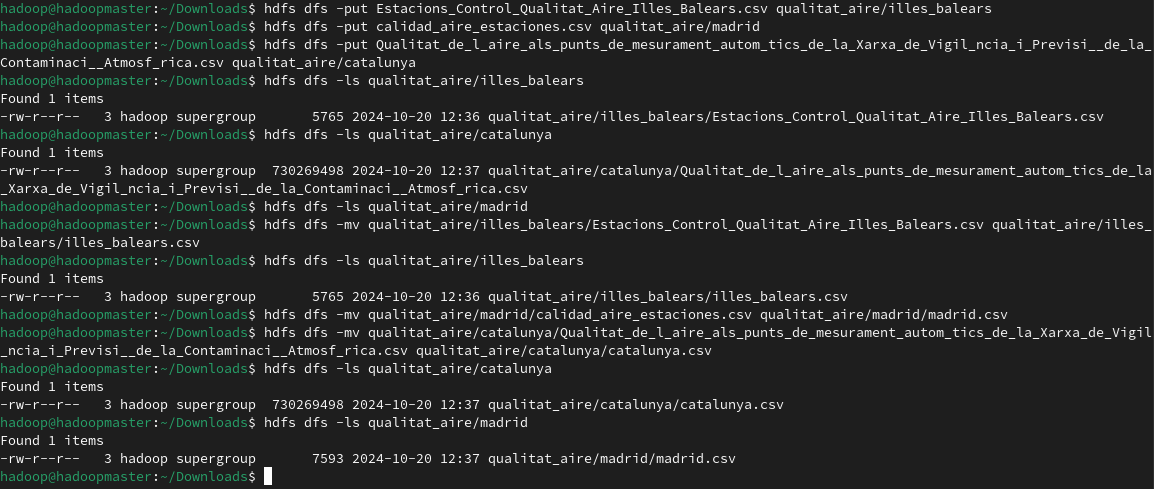 hadoop@hadoopmaster:~/Downloads$ hdfs dfs -put Estacions_Control_Qualitat_Aire_Illes_Balears.csv qualitat_aire/illes_balears
hadoop@hadoopmaster:~/Downloads$ hdfs dfs -put calidad_aire_estaciones.csv qualitat_aire/madrid
hadoop@hadoopmaster:~/Downloads$ hdfs dfs -put Qualitat_de_l_aire_als_punts_de_mesurament_autom_tics_de_la_Xarxa_de_Vigil_ncia_i_Previsi__de_la_
Contaminaci__Atmosf_rica.csv qualitat_aire/catalunya
hadoop@hadoopmaster:~/Downloads$ hdfs dfs -ls qualitat_aire/illes_balears
Found 1 items
-rw-r--r--   3 hadoop supergroup       5765 2024-10-20 12:36 qualitat_aire/illes_balears/Estacions_Control_Qualitat_Aire_Illes_Balears.csv
hadoop@hadoopmaster:~/Downloads$ hdfs dfs -ls qualitat_aire/catalunya
Found 1 items
-rw-r--r--   3 hadoop supergroup  730269498 2024-10-20 12:37 qualitat_aire/catalunya/Qualitat_de_l_aire_als_punts_de_mesurament_autom_tics_de_la
_Xarxa_de_Vigil_ncia_i_Previsi__de_la_Contaminaci__Atmosf_rica.csv
hadoop@hadoopmaster:~/Downloads$ hdfs dfs -ls qualitat_aire/madrid
hadoop@hadoopmaster:~/Downloads$ hdfs dfs -mv qualitat_aire/illes_balears/Estacions_Control_Qualitat_Aire_Illes_Balears.csv qualitat_aire/illes_
balears/illes_balears.csv
hadoop@hadoopmaster:~/Downloads$ hdfs dfs -ls qualitat_aire/illes_balears
Found 1 items
-rw-r--r--   3 hadoop supergroup       5765 2024-10-20 12:36 qualitat_aire/illes_balears/illes_balears.csv
hadoop@hadoopmaster:~/Downloads$ hdfs dfs -mv qualitat_aire/madrid/calidad_aire_estaciones.csv qualitat_aire/madrid/madrid.csv
hadoop@hadoopmaster:~/Downloads$ hdfs dfs -mv qualitat_aire/catalunya/Qualitat_de_l_aire_als_punts_de_mesurament_autom_tics_de_la_Xarxa_de_Vigil
_ncia_i_Previsi__de_la_Contaminaci__Atmosf_rica.csv qualitat_aire/catalunya/catalunya.csv
hadoop@hadoopmaster:~/Downloads$ hdfs dfs -ls qualitat_aire/catalunya
Found 1 items
-rw-r--r--   3 hadoop supergroup  730269498 2024-10-20 12:37 qualitat_aire/catalunya/catalunya.csv
hadoop@hadoopmaster:~/Downloads$ hdfs dfs -ls qualitat_aire/madrid
Found 1 items
-rw-r--r--   3 hadoop supergroup       7593 2024-10-20 12:37 qualitat_aire/madrid/madrid.csv
hadoop@hadoopmaster:~/Downloads$